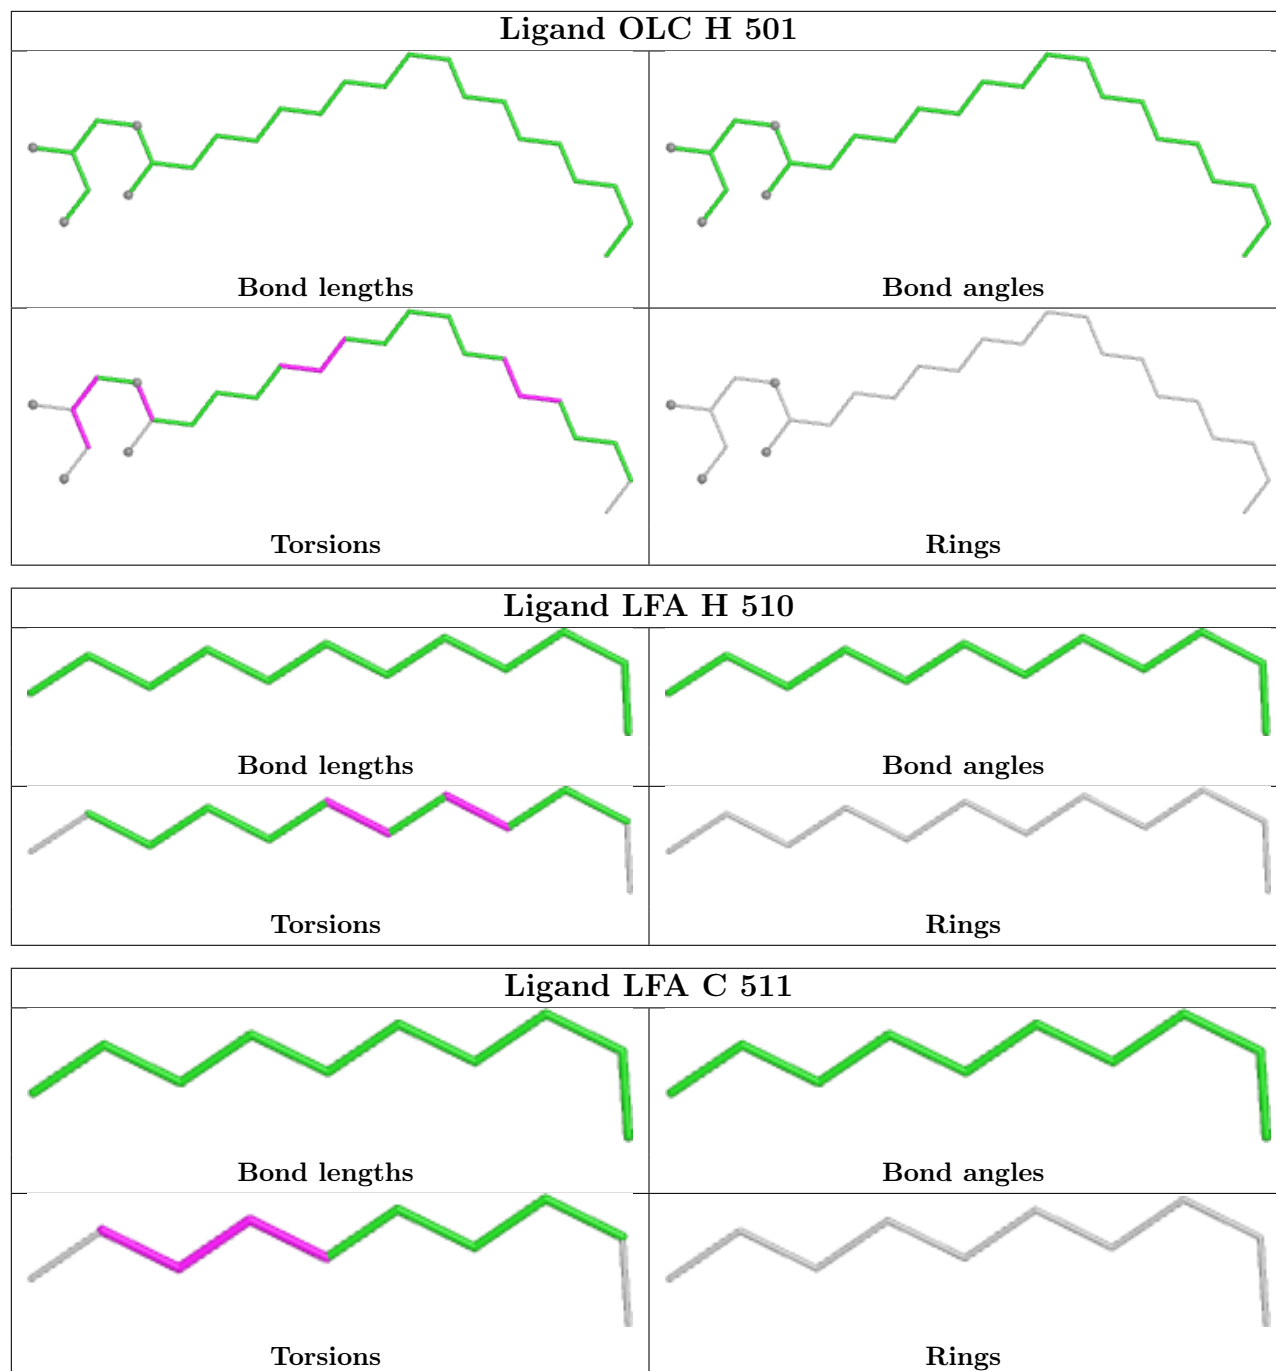 Ligand OLC H 501
Bond lengths
Bond angles
Torsions
Rings
Ligand LFA H 510
Bond lengths
Bond angles
Torsions
Rings
Ligand LFA C 511
Bond lengths
Bond angles
Torsions
Rings